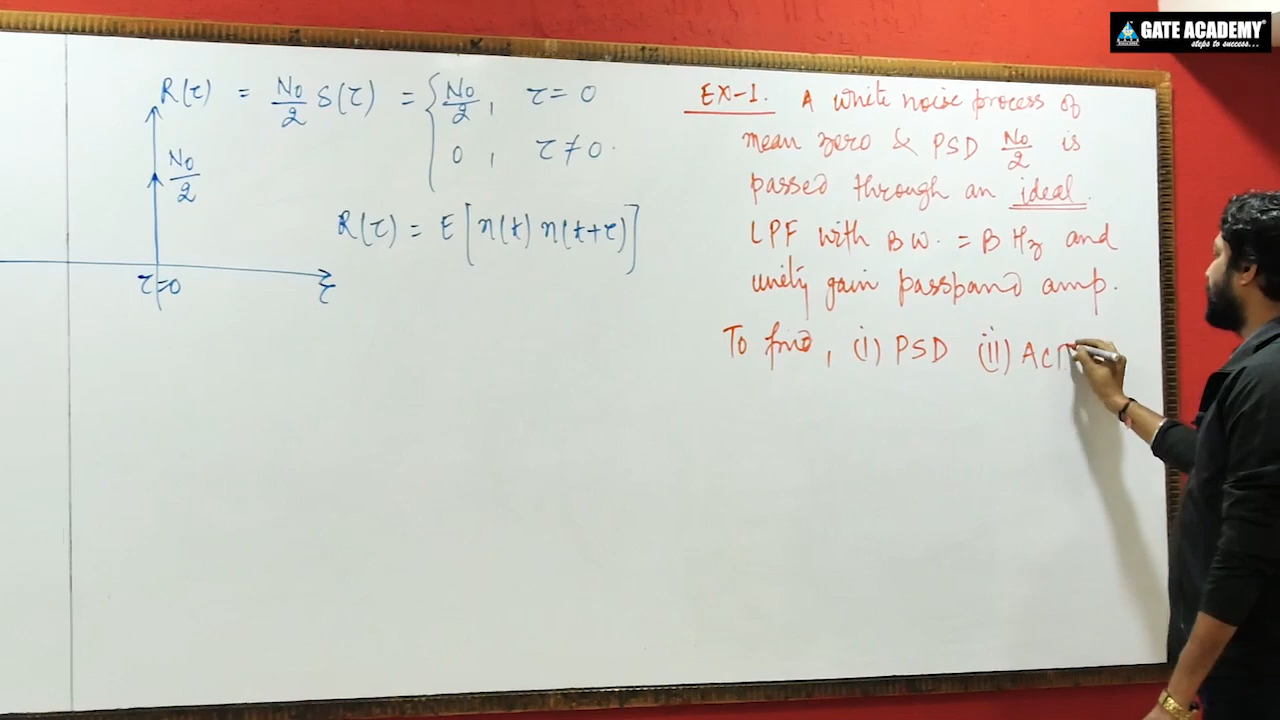 GATE ACADEMY
steps to success...
R(τ) = N0/2 δ(τ) = { N0/2, τ = 0
0, τ ≠ 0.
N0/2
R(τ) = E[n(t) n(t+τ)]
τ=0
τ
EX-1. A white noise process of
mean zero & PSD N0/2 is
passed through an ideal.
LPF with BW. = B Hz and
unity gain passband amp.
To find, (i) PSD (ii) AC